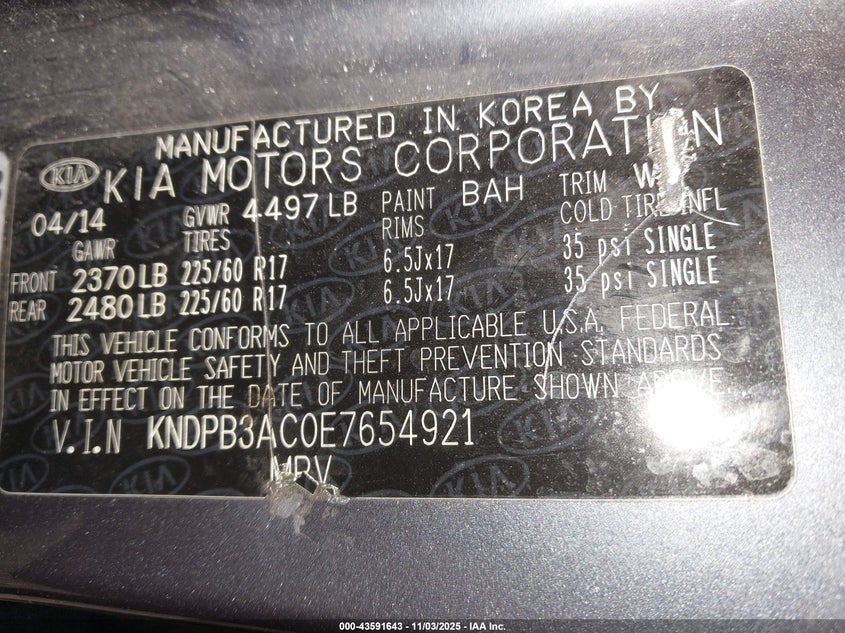 MANUFACTURED IN KOREA BY
KIA KIA MOTORS CORPORATION
04/14 GVWR 4497 LB PAINT BAH TRIM
GAWR TIRES RIMS COLD TIRE INFL
FRONT 2370 LB 225/60 R17 6.5Jx17 35 psi SINGLE
REAR 2480 LB 225/60 R17 6.5Jx17 35 psi SINGLE
THIS VEHICLE CONFORMS TO ALL APPLICABLE U.S.A. FEDERAL
MOTOR VEHICLE SAFETY AND THEFT PREVENTION STANDARDS
IN EFFECT ON THE DATE OF MANUFACTURE SHOWN ABOVE.
V.I.N KNDPB3AC0E7654921
MPV
000-43591643 - 11/03/2025 - IAA Inc.